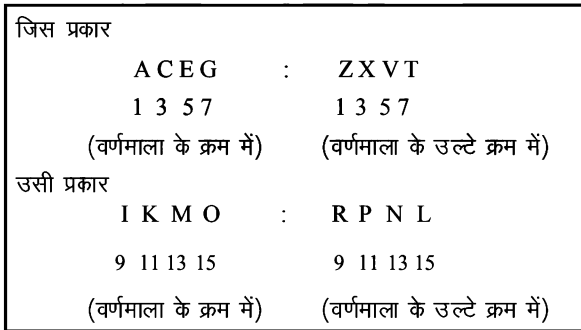 जिस प्रकार
A C E G : Z X V T
1 3 5 7 1 3 5 7
(वर्णमाला के क्रम में) (वर्णमाला के उल्टे क्रम में)
उसी प्रकार
I K M O : R P N L
9 11 13 15 9 11 13 15
(वर्णमाला के क्रम में) (वर्णमाला के उल्टे क्रम में)